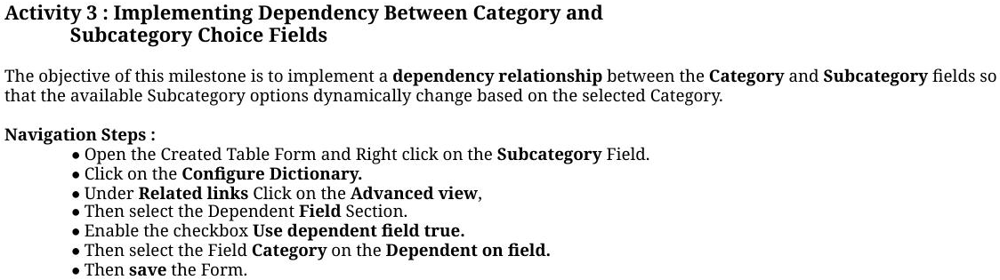 Activity 3 : Implementing Dependency Between Category and
Subcategory Choice Fields
The objective of this milestone is to implement a dependency relationship between the Category and Subcategory fields so
that the available Subcategory options dynamically change based on the selected Category.
Navigation Steps :
● Open the Created Table Form and Right click on the Subcategory Field.
● Click on the Configure Dictionary.
● Under Related links Click on the Advanced view,
● Then select the Dependent Field Section.
● Enable the checkbox Use dependent field true.
● Then select the Field Category on the Dependent on field.
● Then save the Form.